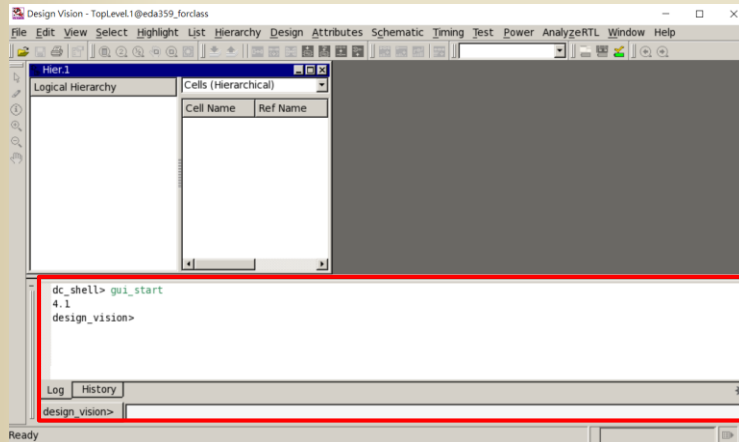 Design Vision - TopLevel.1@eda359_forclass
File Edit View Select Highlight List Hierarchy Design Attributes Schematic Timing Test Power AnalyzeRTL Window Help
Hier.1
Logical Hierarchy
Cells (Hierarchical)
Cell Name Ref Name
dc_shell> gui_start
4.1
design_vision>
Log History
design_vision>
Ready